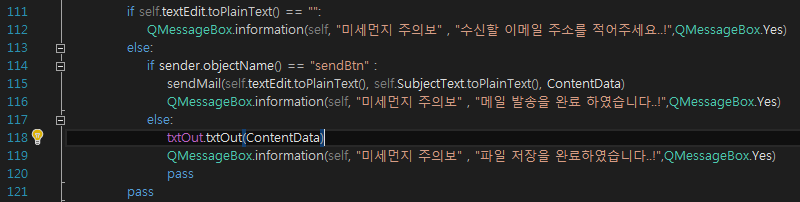 111 if self.textEdit.toPlainText() == "":
112 QMessageBox.information(self, "미세먼지 주의보" , "수신할 이메일 주소를 적어주세요..!",QMessageBox.Yes)
113 else:
114 if sender.objectName() == "sendBtn" :
115 sendMail(self.textEdit.toPlainText(), self.SubjectText.toPlainText(), ContentData)
116 QMessageBox.information(self, "미세먼지 주의보" , "메일 발송을 완료 하였습니다..!",QMessageBox.Yes)
117 else:
118 txtOut.txtOut(ContentData)
119 QMessageBox.information(self, "미세먼지 주의보" , "파일 저장을 완료하였습니다..!",QMessageBox.Yes)
120 pass
121 pass